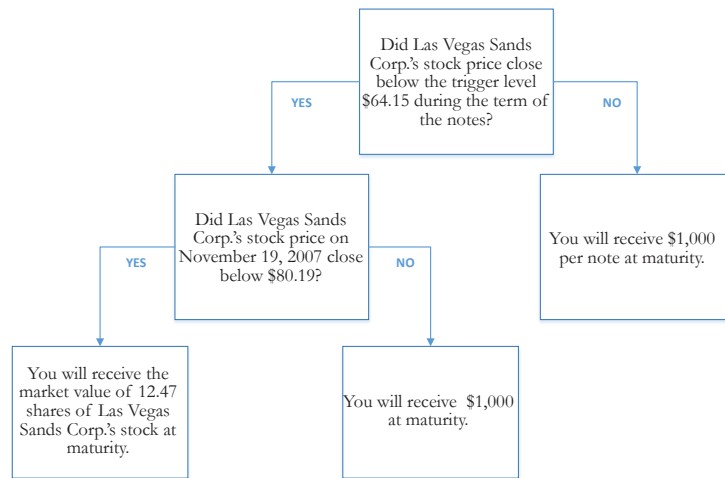 Did Las Vegas Sands
Corp.'s stock price close
below the trigger level
$64.15 during the term of
the notes?
YES
NO
Did Las Vegas Sands
Corp.'s stock price on
November 19, 2007 close
below $80.19?
You will receive $1,000
per note at maturity.
YES
NO
You will receive the
market value of 12.47
shares of Las Vegas
Sands Corp.'s stock at
maturity.
You will receive $1,000
at maturity.